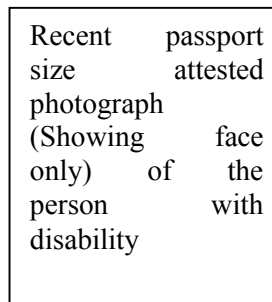 Recent passport
size attested
photograph
(Showing face
only) of the
person with
disability